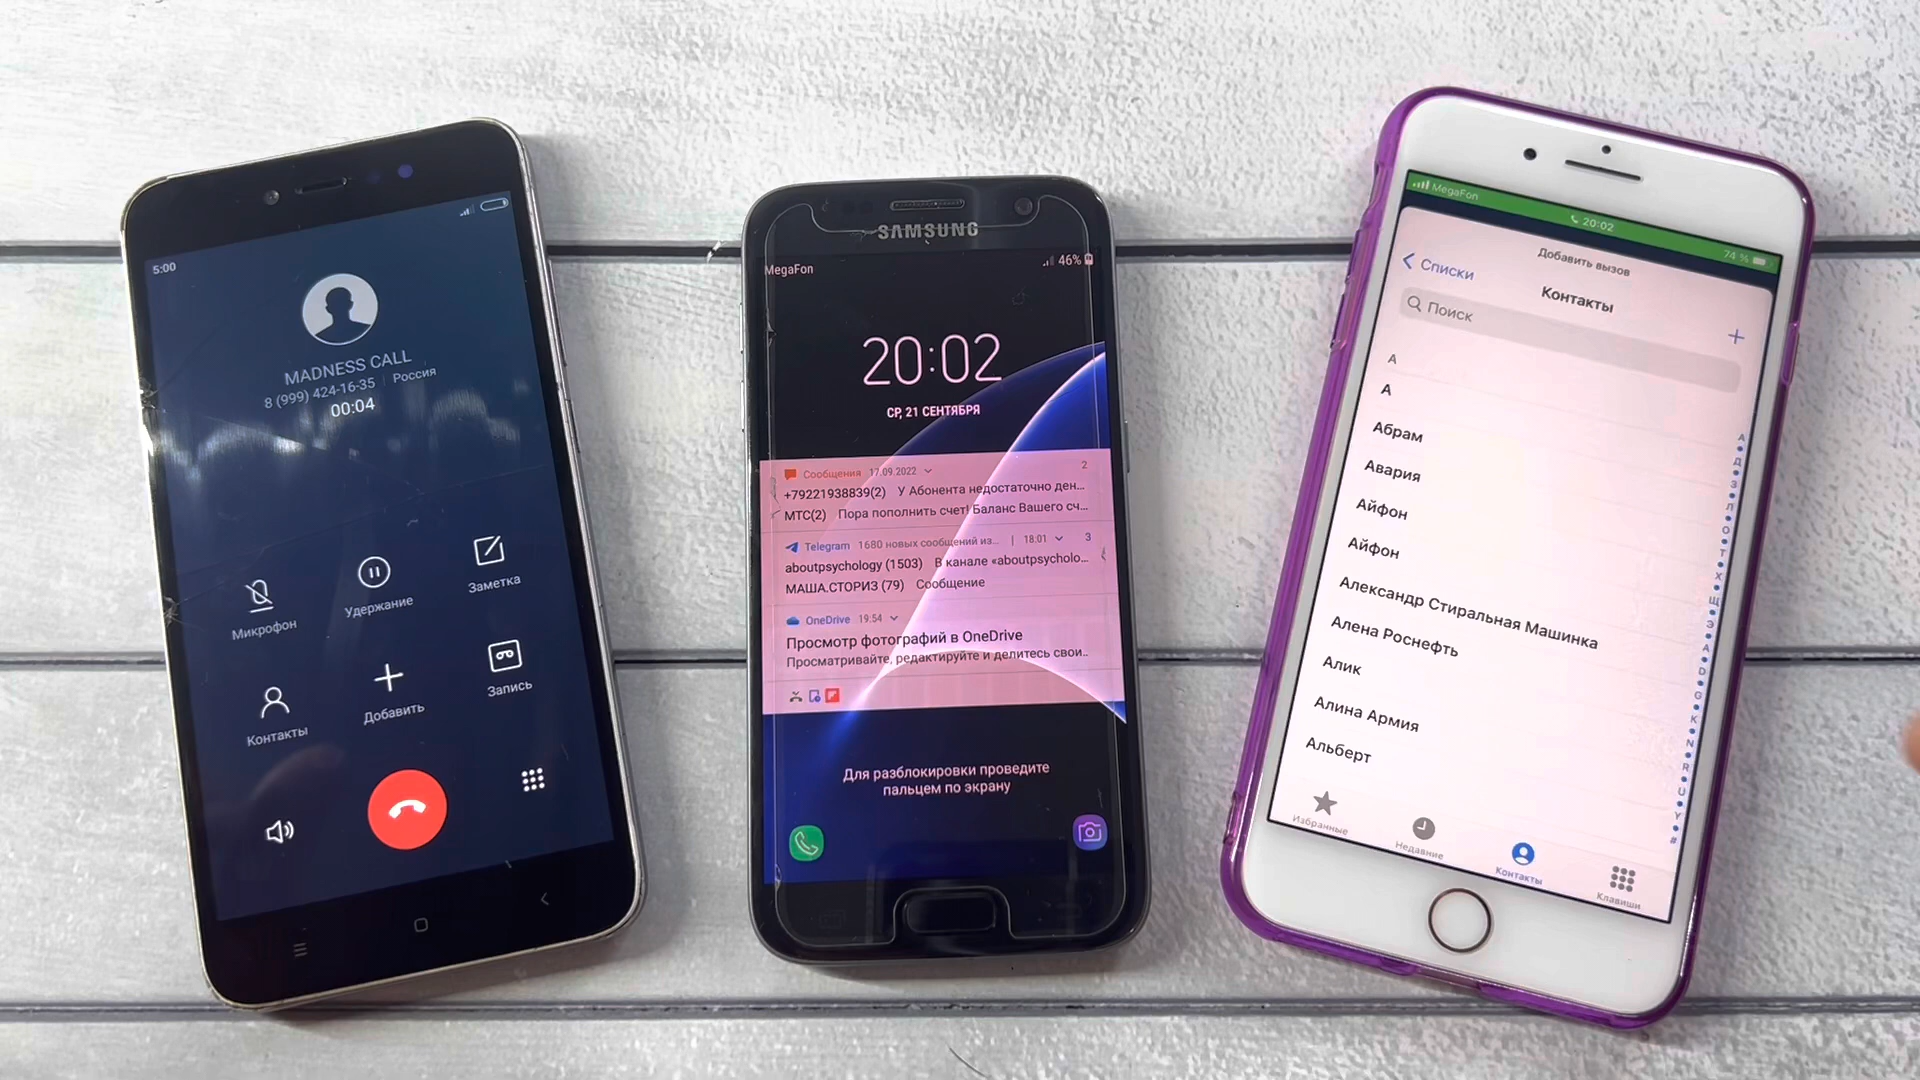 5:00
MADNESS CALL
8 (999) 424-16-35 | Россия
00:04
Микрофон
Удержание
Заметка
Контакты
Добавить
Запись
SAMSUNG
MegaFon
46%
20:02
СР, 21 СЕНТЯБРЯ
Сообщения 17.09.2022 2
+79221938839(2) У Абонента недостаточно ден...
МТС(2) Пора пополнить счет! Баланс Вашего сч...
Telegram 1680 новых сообщений из... | 18:01 3
aboutpsychology (1503) В канале «aboutpsycholo...
МАША.СТОРИЗ (79) Сообщение
OneDrive 19:54
Просмотр фотографий в OneDrive
Просматривайте, редактируйте и делитесь свои..
Для разблокировки проведите
пальцем по экрану
MegaFon 20:02 74 %
Добавить вызов
Списки
Контакты
+
Поиск
А
А
Абрам
Авария
Айфон
Айфон
Александр Стиральная Машинка
Алена Роснефть
Алик
Алина Армия
Альберт
А
Д
З
Л
О
Т
Х
Щ
Э
A
D
G
K
N
R
U
Y
#
Избранные
Недавние
Контакты
Клавиши